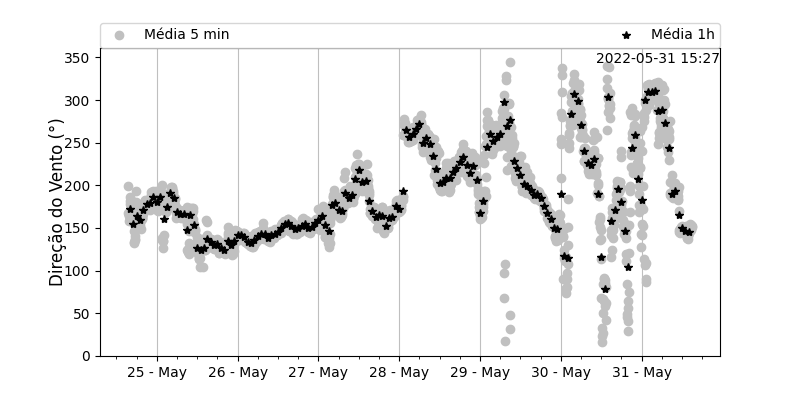 Média 5 min
Média 1h
2022-05-31 15:27
Direção do Vento (°)
350
300
250
200
150
100
50
0
25 - May
26 - May
27 - May
28 - May
29 - May
30 - May
31 - May